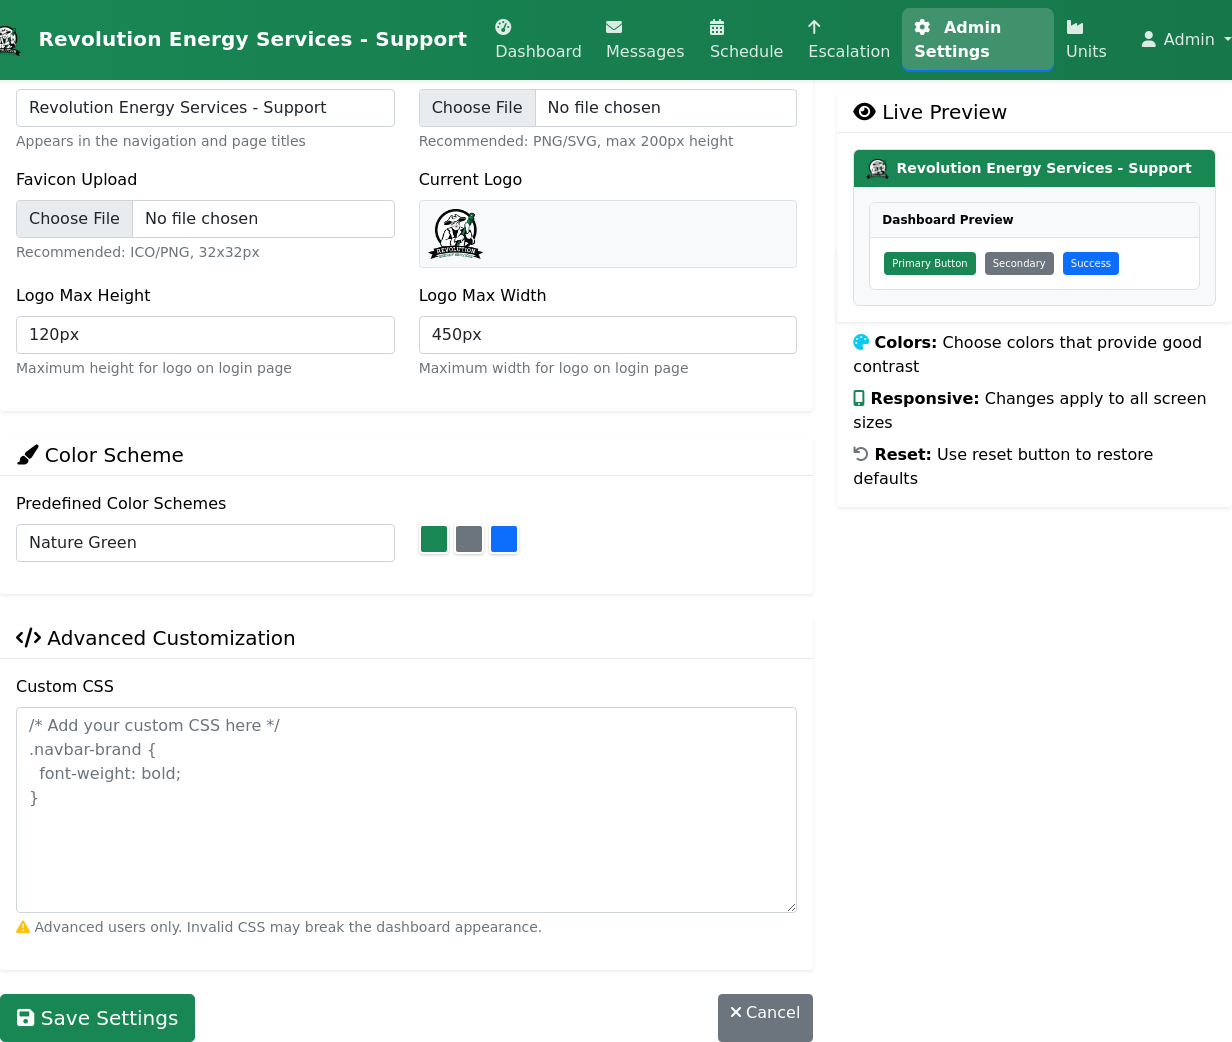 Revolution Energy Services - Support
Dashboard
Messages
Schedule
Escalation
Admin
Settings
Units
Admin
Revolution Energy Services - Support
Appears in the navigation and page titles
Choose File No file chosen
Recommended: PNG/SVG, max 200px height
Favicon Upload
Choose File No file chosen
Recommended: ICO/PNG, 32x32px
Current Logo
REVOLUTION
Logo Max Height
120px
Maximum height for logo on login page
Logo Max Width
450px
Maximum width for logo on login page
Color Scheme
Predefined Color Schemes
Nature Green
Advanced Customization
Custom CSS
/* Add your custom CSS here */
.navbar-brand {
  font-weight: bold;
}
Advanced users only. Invalid CSS may break the dashboard appearance.
Save Settings
Cancel
Live Preview
Revolution Energy Services - Support
Dashboard Preview
Primary Button Secondary Success
Colors: Choose colors that provide good
contrast
Responsive: Changes apply to all screen
sizes
Reset: Use reset button to restore
defaults